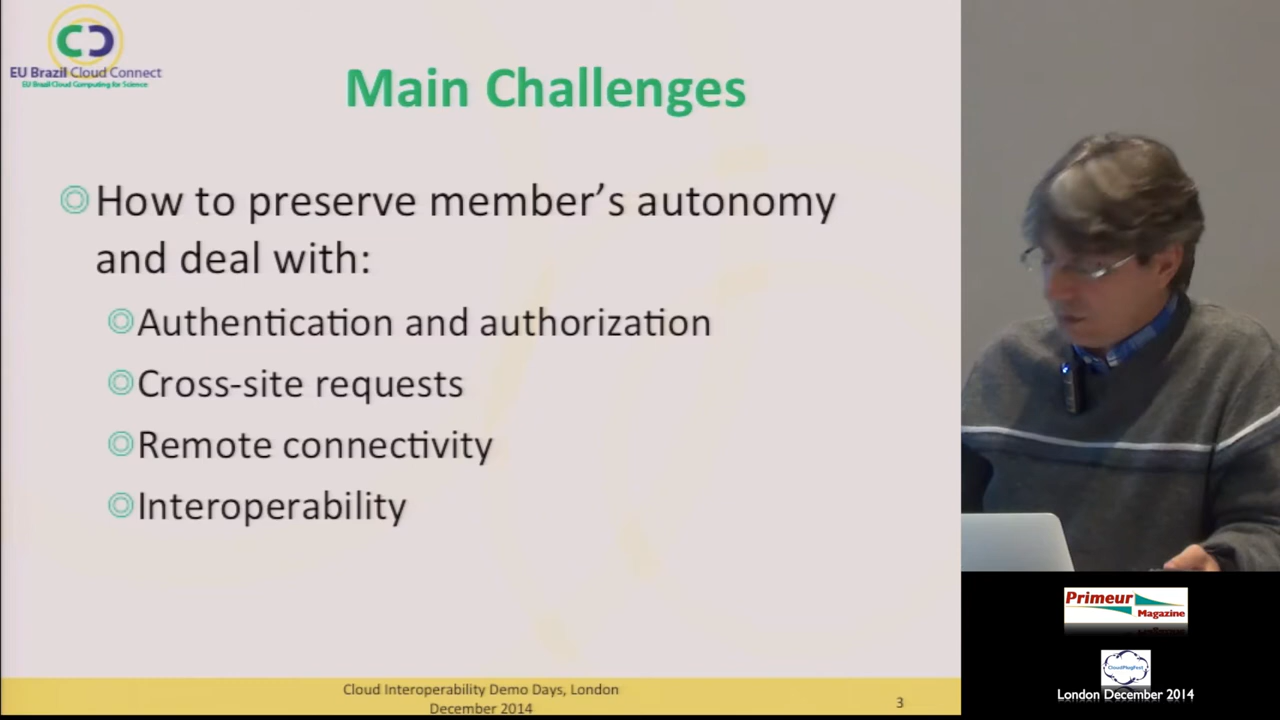 EU Brazil Cloud Connect
EU Brazil Cloud Computing for Science
Main Challenges
How to preserve member’s autonomy
and deal with:
Authentication and authorization
Cross-site requests
Remote connectivity
Interoperability
Cloud Interoperability Demo Days, London
December 2014
3
Primeur
Magazine
CloudPlugFest
London December 2014